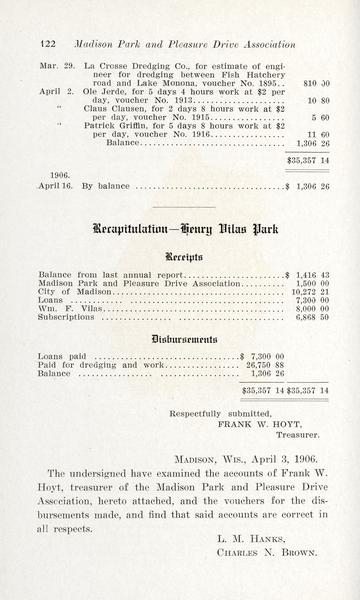 122 Madison Park and Pleasure Drive Association
Mar. 29. La Crosse Dredging Co., for estimate of engi-
neer for dredging between Fish Hatchery
road and Lake Monona, voucher No. 1895.. 810 00
April 2. Ole Jerde, for 5 days 4 hours work at $2 per
day, voucher No. 1913................... 10 80
" Claus Clausen, for 2 days 8 hours work at $2
per day, voucher No. 1915............... 5 60
" Patrick Griffin, for 5 days 8 hours work at $2
per day, voucher No. 1916............... 11 60
Balance................................ 1,306 26
$35,357 14
1906.
April 16. By balance ................................$ 1,306 26
Recapitulation—Henry Vilas Park
Receipts
Balance from last annual report......................$ 1,416 43
Madison Park and Pleasure Drive Association.......... 1,500 00
City of Madison...................................... 10,272 21
Loans ............ .................................. 7,300 00
Wm. F. Vilas......................................... 8,000 00
Subscriptions ....................................... 6,868 50
Disbursements
Loans paid ...............................$ 7,300 00
Paid for dredging and work................ 26,750 88
Balance ................ ................. 1,306 26
$35,357 14 $35,357 14
Respectfully submitted,
FRANK W. HOYT,
Treasurer.
Madison, Wis., April 3, 1906.
The undersigned have examined the accounts of Frank W.
Hoyt, treasurer of the Madison Park and Pleasure Drive
Association, hereto attached, and the vouchers for the dis-
bursements made, and find that said accounts are correct in
all respects.
L. M. Hanks,
Charles N. Brown.